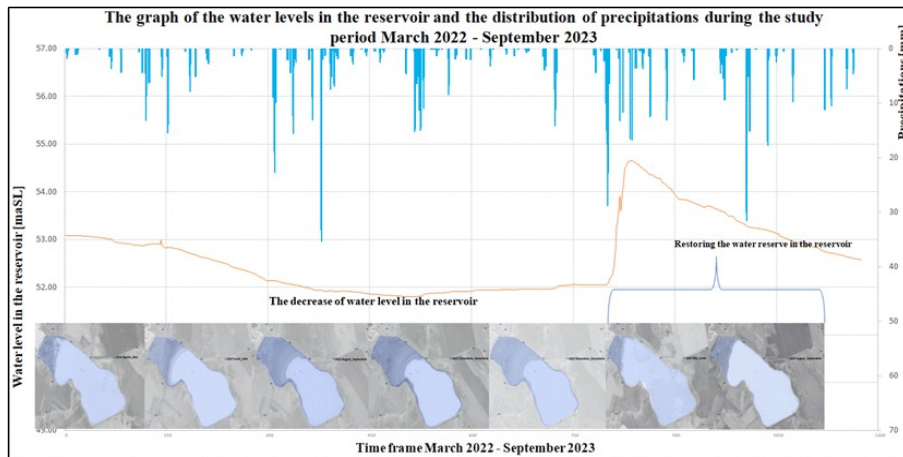 The graph of the water levels in the reservoir and the distribution of precipitations during the study
period March 2022 - September 2023
57.00
56.00
55.00
54.00
53.00
52.00
49.00
Water level in the reservoir [maSL]
0
10
20
30
40
50
60
70
Precipitations [mm]
Restoring the water reserve in the reservoir
The decrease of water level in the reservoir
0
Time frame March 2022 - September 2023